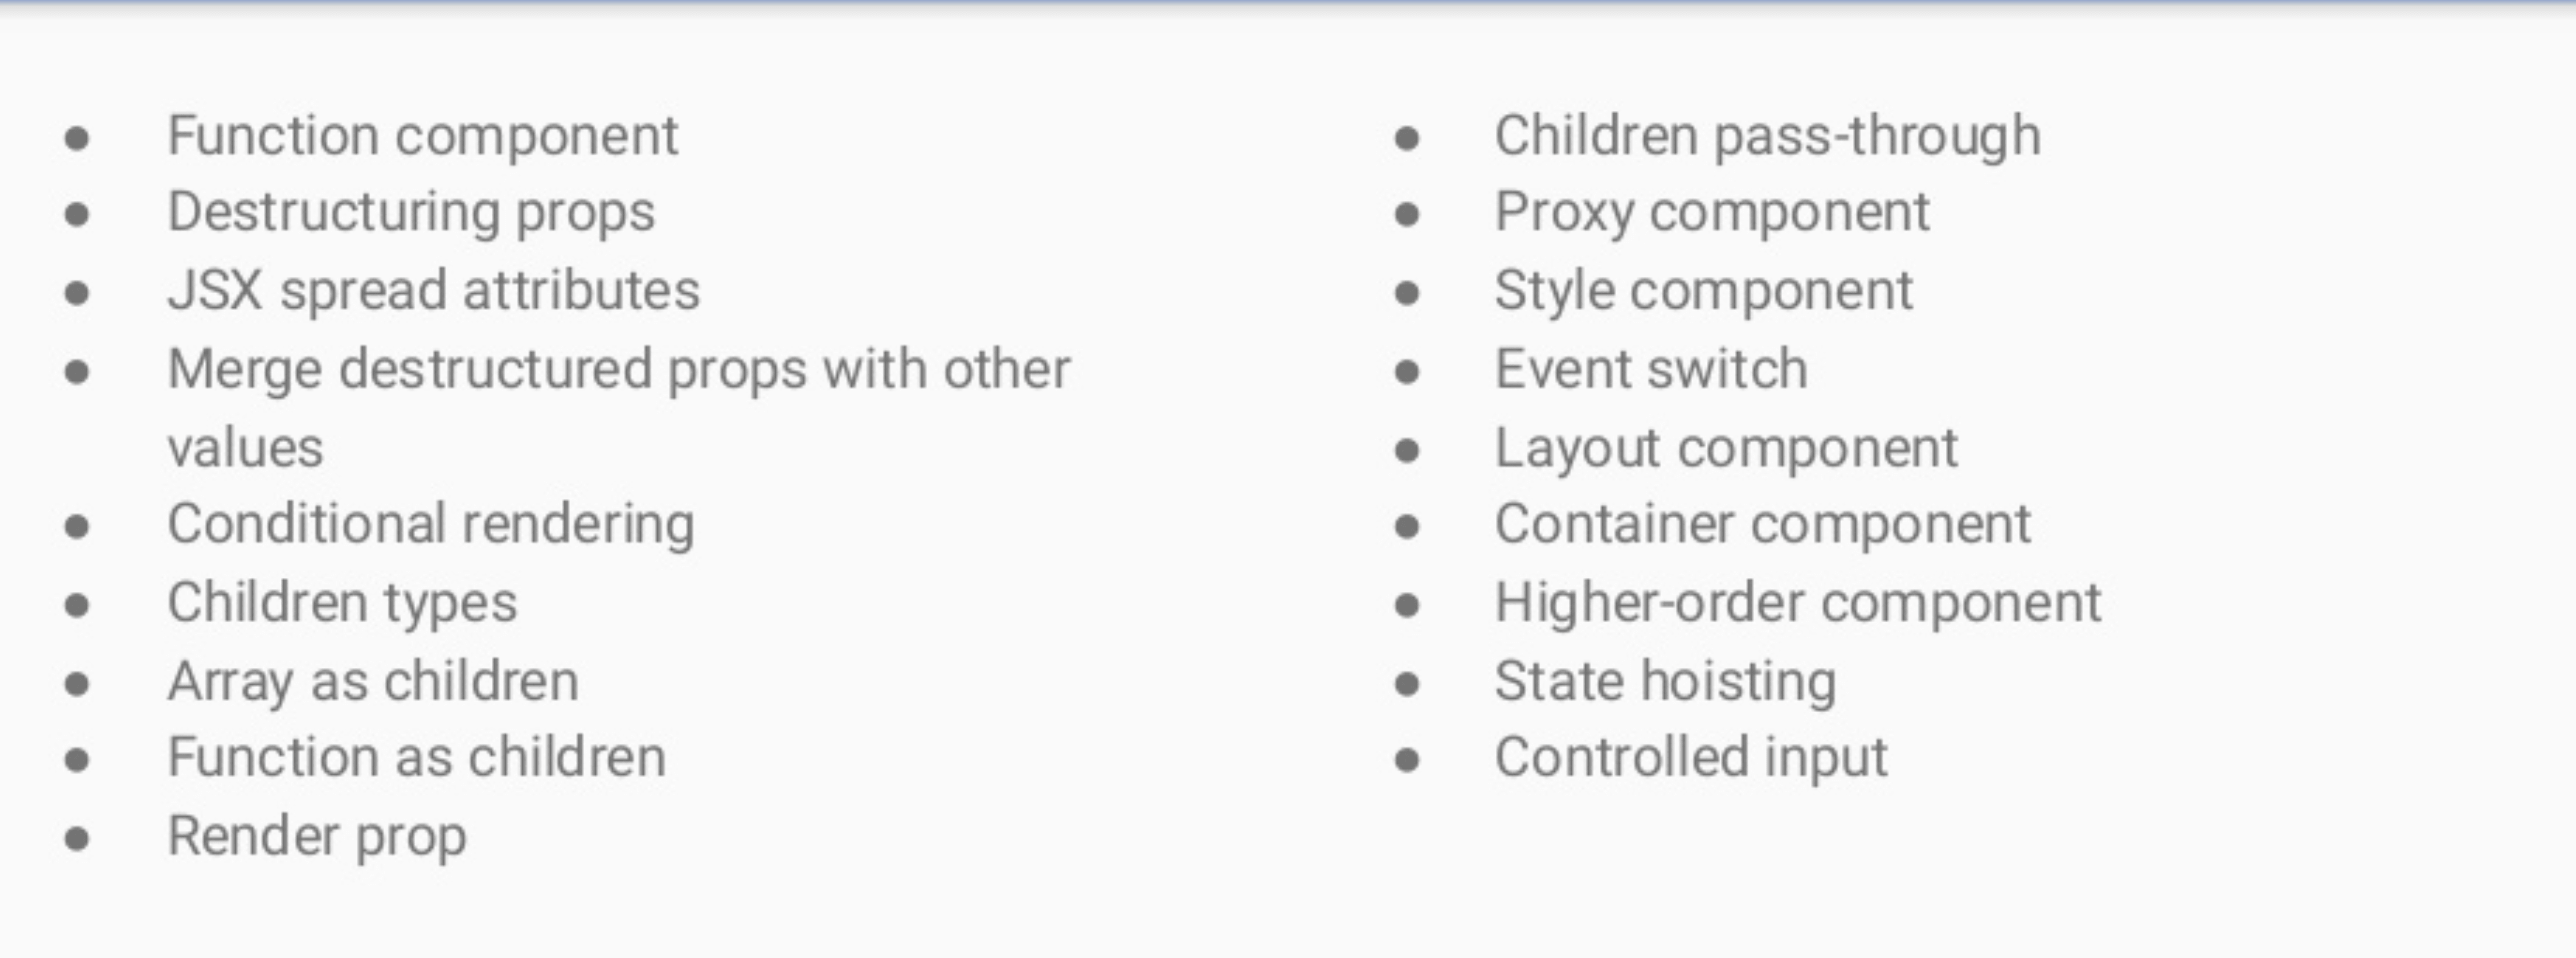 Function component
Destructuring props
JSX spread attributes
Merge destructured props with other
values
Conditional rendering
Children types
Array as children
Function as children
Render prop
Children pass-through
Proxy component
Style component
Event switch
Layout component
Container component
Higher-order component
State hoisting
Controlled input